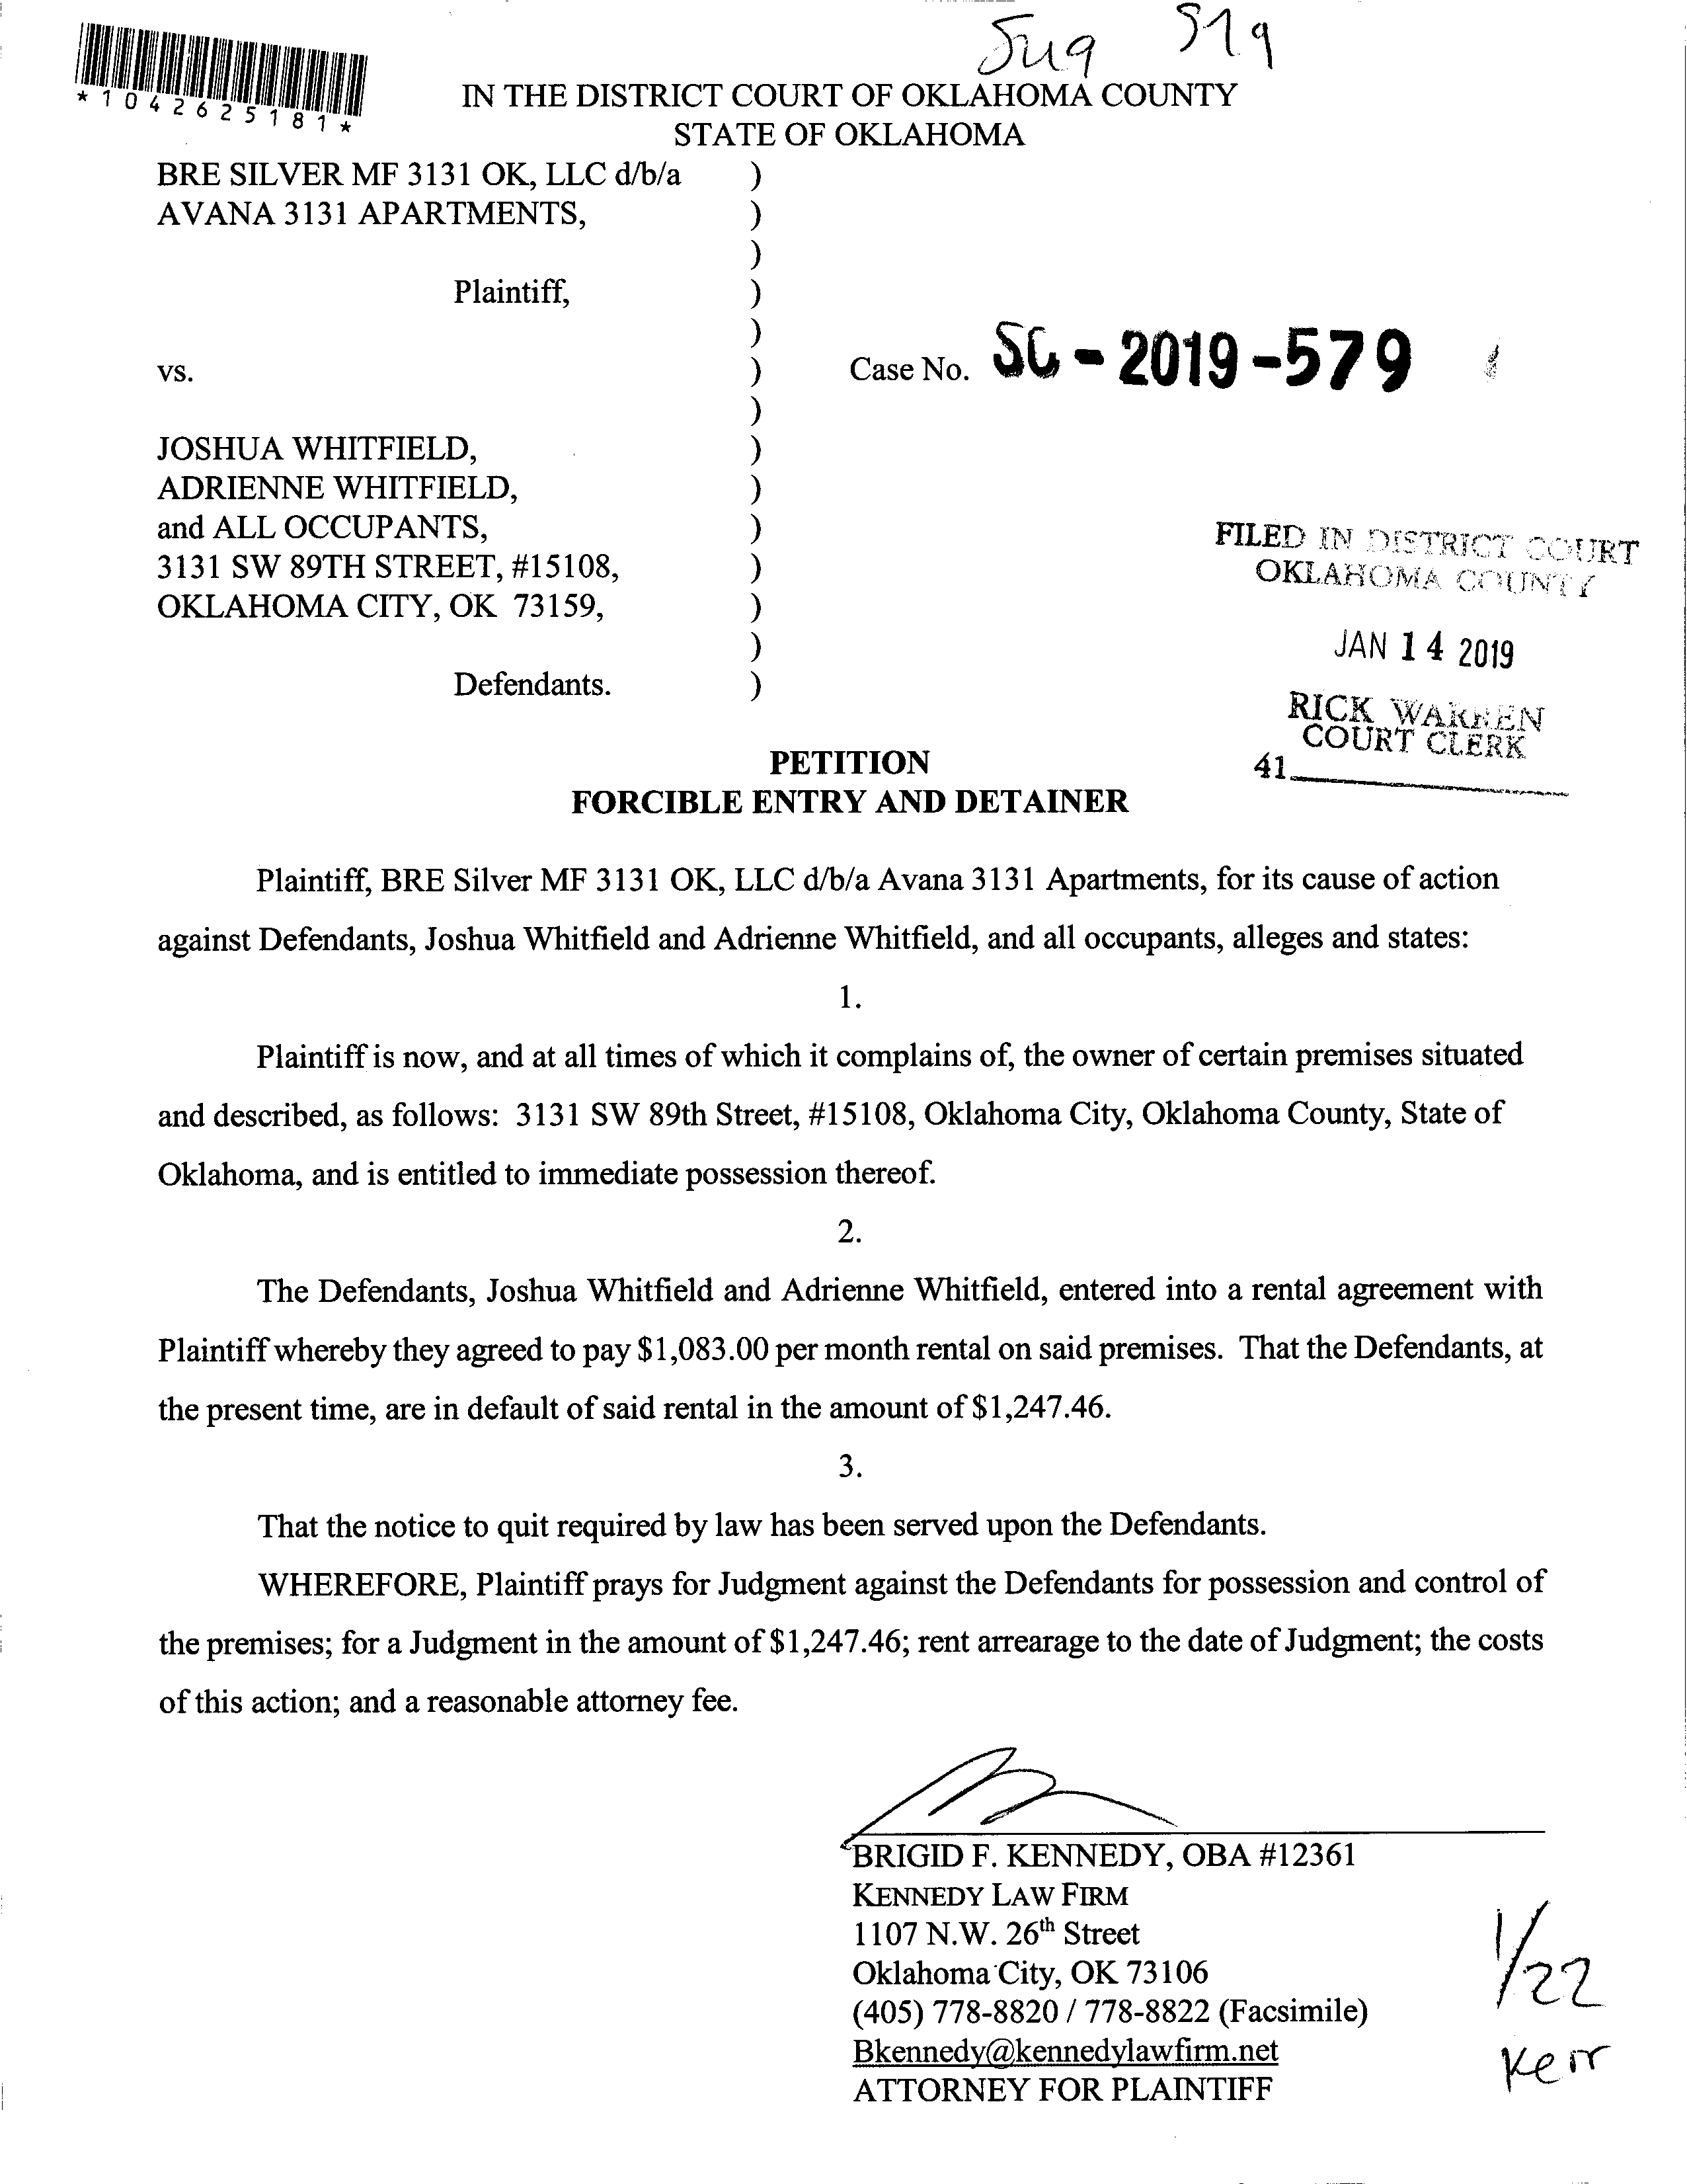 *1042625181*
IN THE DISTRICT COURT OF OKLAHOMA COUNTY
STATE OF OKLAHOMA
BRE SILVER MF 3131 OK, LLC d/b/a )
AVANA 3131 APARTMENTS, )
)
Plaintiff, )
)
vs. ) Case No. SC-2019-579
)
JOSHUA WHITFIELD, )
ADRIENNE WHITFIELD, )
and ALL OCCUPANTS, )
3131 SW 89TH STREET, #15108, )
OKLAHOMA CITY, OK 73159, )
)
Defendants. )
FILED IN DISTRICT COURT
OKLAHOMA COUNTY
JAN 14 2019
RICK WARREN
COURT CLERK
41
PETITION
FORCIBLE ENTRY AND DETAINER
Plaintiff, BRE Silver MF 3131 OK, LLC d/b/a Avana 3131 Apartments, for its cause of action
against Defendants, Joshua Whitfield and Adrienne Whitfield, and all occupants, alleges and states:
1.
Plaintiff is now, and at all times of which it complains of, the owner of certain premises situated
and described, as follows: 3131 SW 89th Street, #15108, Oklahoma City, Oklahoma County, State of
Oklahoma, and is entitled to immediate possession thereof.
2.
The Defendants, Joshua Whitfield and Adrienne Whitfield, entered into a rental agreement with
Plaintiff whereby they agreed to pay $1,083.00 per month rental on said premises. That the Defendants, at
the present time, are in default of said rental in the amount of $1,247.46.
3.
That the notice to quit required by law has been served upon the Defendants.
WHEREFORE, Plaintiff prays for Judgment against the Defendants for possession and control of
the premises; for a Judgment in the amount of $1,247.46; rent arrearage to the date of Judgment; the costs
of this action; and a reasonable attorney fee.
BRIGID F. KENNEDY, OBA #12361
KENNEDY LAW FIRM
1107 N.W. 26th Street
Oklahoma City, OK 73106
(405) 778-8820 / 778-8822 (Facsimile)
Bkennedy@kennedylawfirm.net
ATTORNEY FOR PLAINTIFF
1/22
Kerr